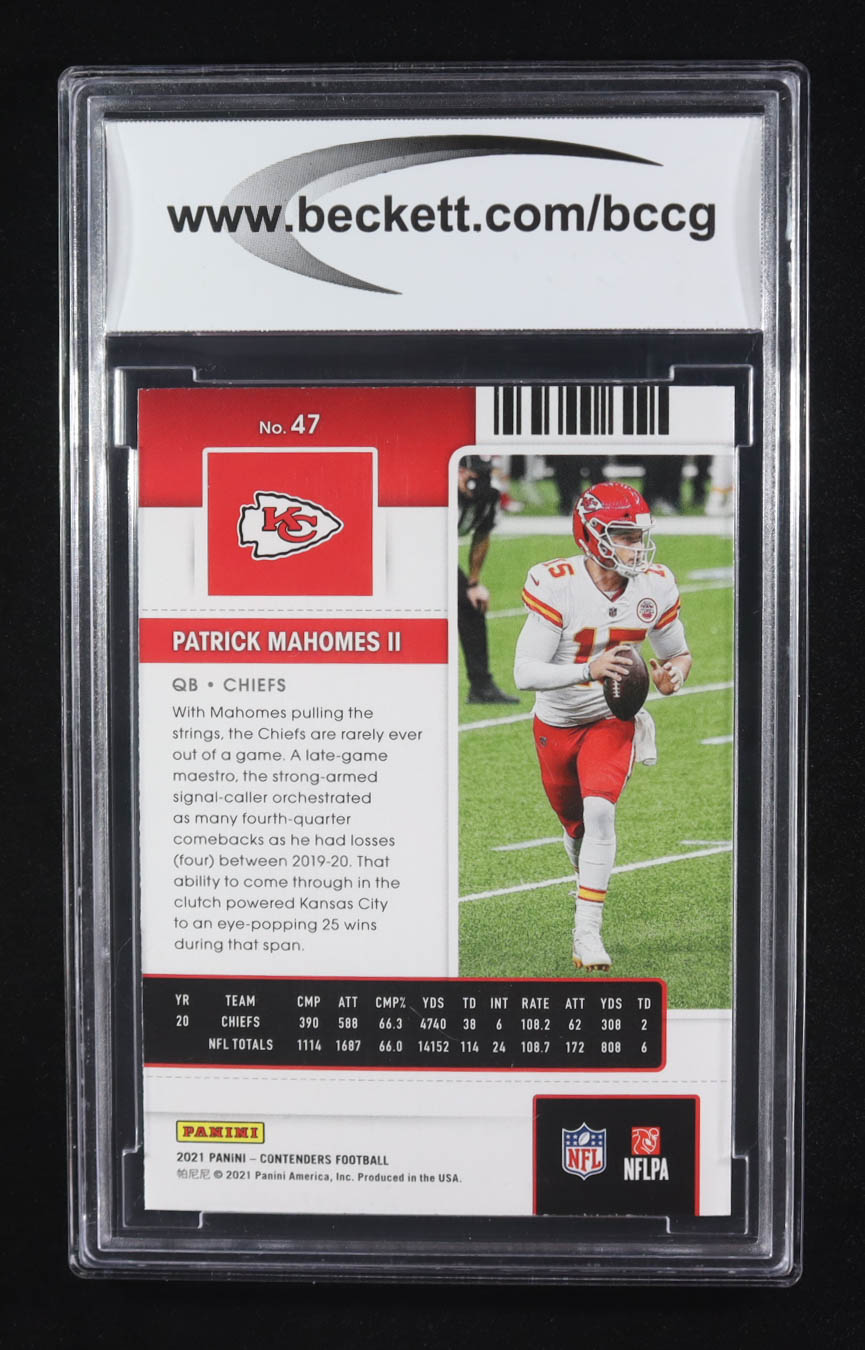 www.beckett.com/bccg
No. 47
KC
PATRICK MAHOMES II
QB • CHIEFS
With Mahomes pulling the
strings, the Chiefs are rarely ever
out of a game. A late-game
maestro, the strong-armed
signal-caller orchestrated
as many fourth-quarter
comebacks as he had losses
(four) between 2019-20. That
ability to come through in the
clutch powered Kansas City
to an eye-popping 25 wins
during that span.
15
15
YR TEAM CMP ATT CMP% YDS TD INT RATE ATT YDS TD
20 CHIEFS 390 588 66.3 4740 38 6 108.2 62 308 2
NFL TOTALS 1114 1687 66.0 14152 114 24 108.7 172 808 6
PANINI
2021 PANINI – CONTENDERS FOOTBALL
帕尼尼 © 2021 Panini America, Inc. Produced in the USA.
NFL
NFLPA